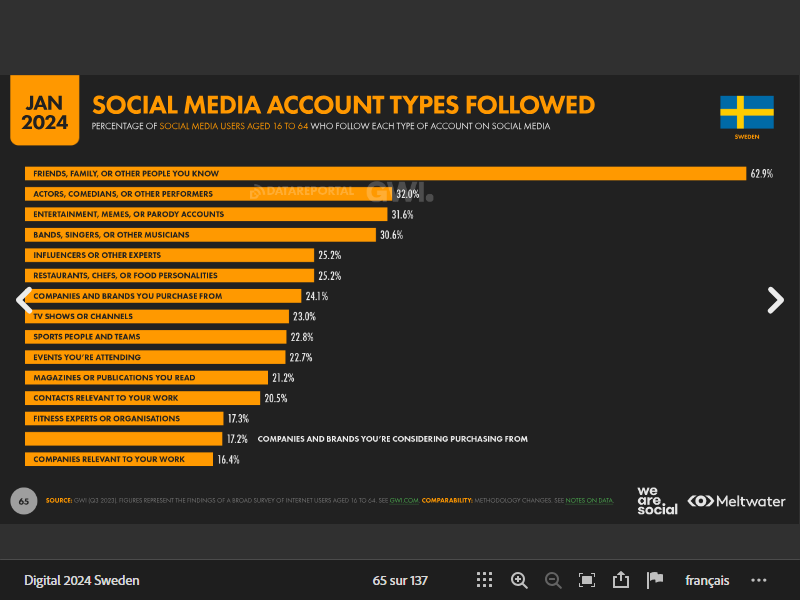 JAN
2024
SOCIAL MEDIA ACCOUNT TYPES FOLLOWED
PERCENTAGE OF SOCIAL MEDIA USERS AGED 16 TO 64 WHO FOLLOW EACH TYPE OF ACCOUNT ON SOCIAL MEDIA
SWEDEN
FRIENDS, FAMILY, OR OTHER PEOPLE YOU KNOW 62.9%
DATAREPORTAL GWI.
ACTORS, COMEDIANS, OR OTHER PERFORMERS 32.0%
ENTERTAINMENT, MEMES, OR PARODY ACCOUNTS 31.6%
BANDS, SINGERS, OR OTHER MUSICIANS 30.6%
INFLUENCERS OR OTHER EXPERTS 25.2%
RESTAURANTS, CHEFS, OR FOOD PERSONALITIES 25.2%
COMPANIES AND BRANDS YOU PURCHASE FROM 24.1%
TV SHOWS OR CHANNELS 23.0%
SPORTS PEOPLE AND TEAMS 22.8%
EVENTS YOU'RE ATTENDING 22.7%
MAGAZINES OR PUBLICATIONS YOU READ 21.2%
CONTACTS RELEVANT TO YOUR WORK 20.5%
FITNESS EXPERTS OR ORGANISATIONS 17.3%
17.2% COMPANIES AND BRANDS YOU'RE CONSIDERING PURCHASING FROM
COMPANIES RELEVANT TO YOUR WORK 16.4%
65 SOURCE: GWI (Q3 2023). FIGURES REPRESENT THE FINDINGS OF A BROAD SURVEY OF INTERNET USERS AGED 16 TO 64. SEE GWI.COM. COMPARABILITY: METHODOLOGY CHANGES. SEE NOTES ON DATA.
we
are.
social
Meltwater
Digital 2024 Sweden 65 sur 137 français